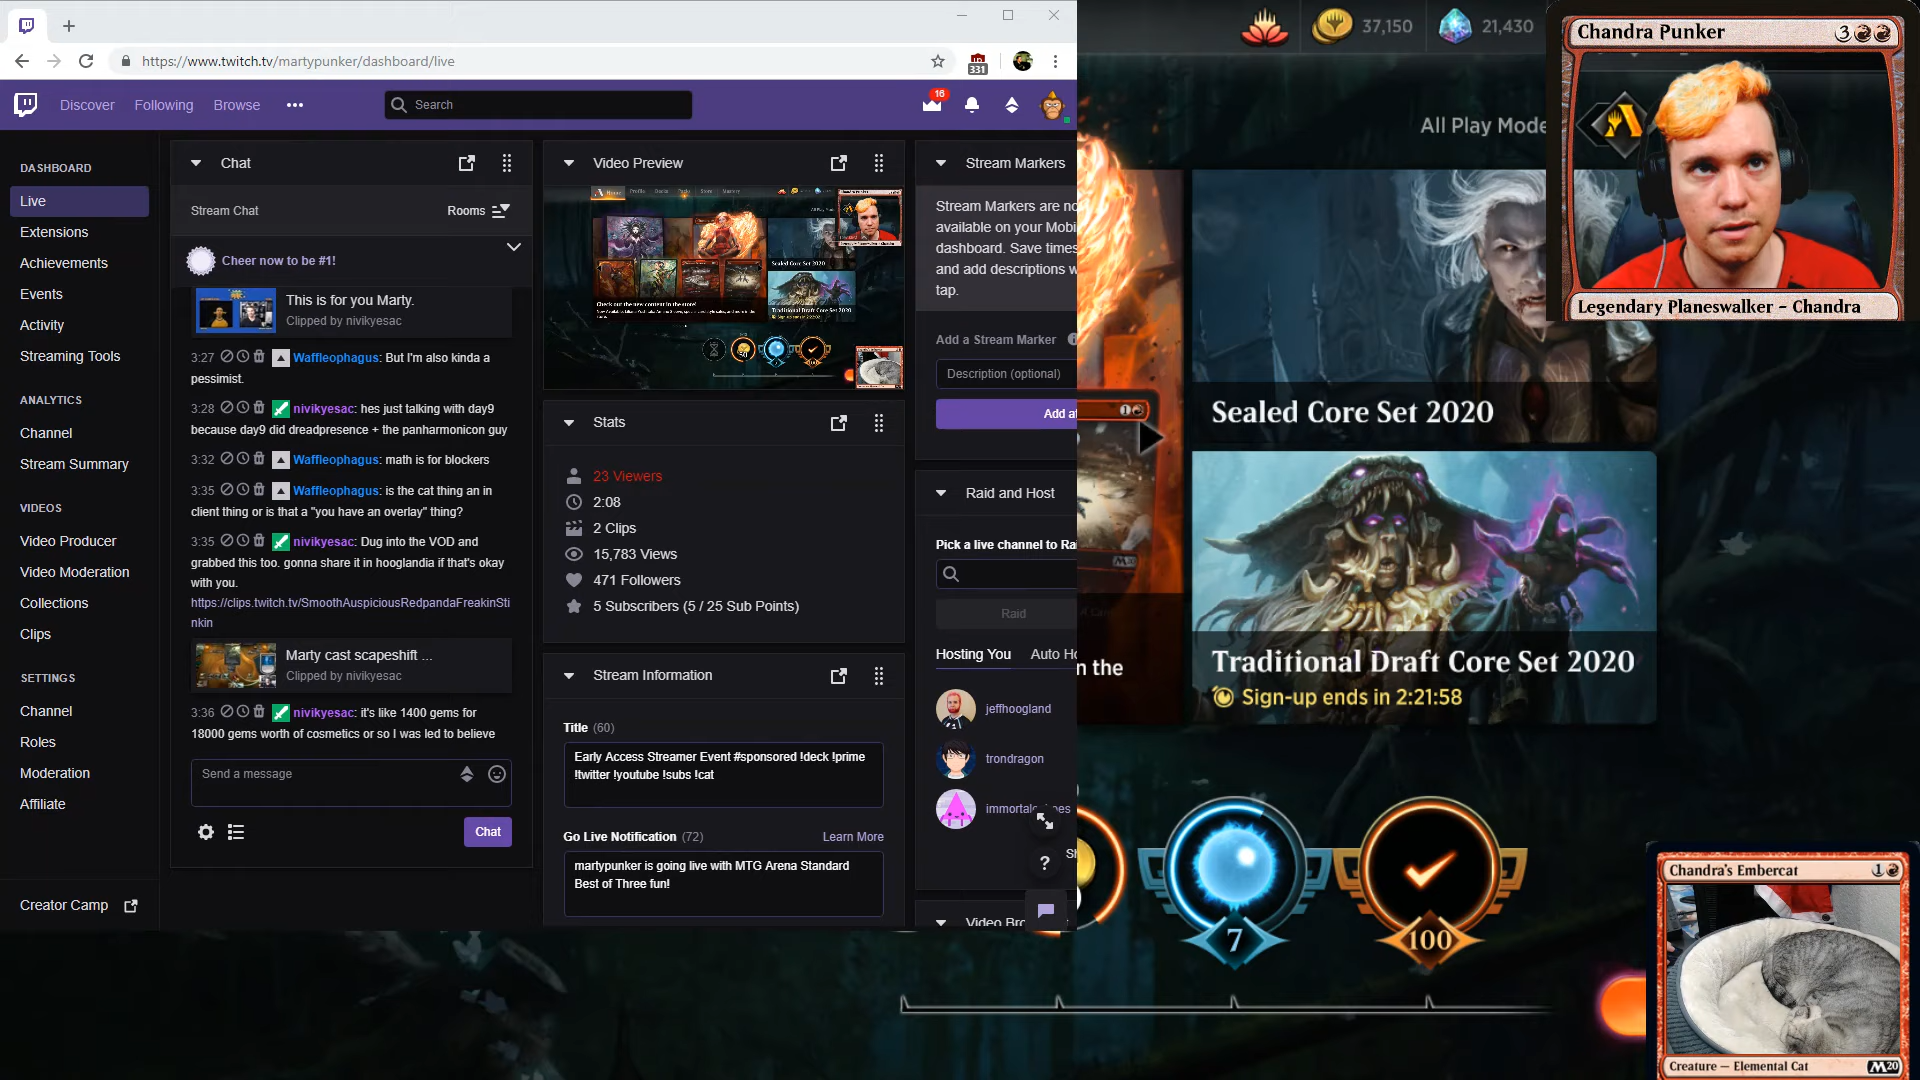 https://www.twitch.tv/martypunker/dashboard/live
331
Discover
Following
Browse
Search
16
DASHBOARD
Live
Extensions
Achievements
Events
Activity
Streaming Tools
ANALYTICS
Channel
Stream Summary
VIDEOS
Video Producer
Video Moderation
Collections
Clips
SETTINGS
Channel
Roles
Moderation
Affiliate
Creator Camp
Chat
Stream Chat
Rooms
Cheer now to be #1!
This is for you Marty.
Clipped by nivikyesac
3:27 Waffleophagus: But I'm also kinda a
pessimist.
3:28 nivikyesac: hes just talking with day9
because day9 did dreadpresence + the panharmonicon guy
3:32 Waffleophagus: math is for blockers
3:35 Waffleophagus: is the cat thing an in
client thing or is that a "you have an overlay" thing?
3:35 nivikyesac: Dug into the VOD and
grabbed this too. gonna share it in hooglandia if that's okay
with you.
https://clips.twitch.tv/SmoothAuspiciousRedpandaFreakinSti
nkin
Marty cast scapeshift ...
Clipped by nivikyesac
3:36 nivikyesac: it's like 1400 gems for
18000 gems worth of cosmetics or so I was led to believe
Send a message
Chat
Video Preview
Stats
23 Viewers
2:08
2 Clips
15,783 Views
471 Followers
5 Subscribers (5 / 25 Sub Points)
Stream Information
Title (60)
Early Access Streamer Event #sponsored !deck !prime
!twitter !youtube !subs !cat
Go Live Notification (72)
Learn More
martypunker is going live with MTG Arena Standard
Best of Three fun!
Stream Markers
Stream Markers are no
available on your Mobi
dashboard. Save times
and add descriptions w
tap.
Add a Stream Marker
Description (optional)
Add a
Raid and Host
Pick a live channel to Rai
Raid
Hosting You
Auto Ho
jeffhoogland
trondragon
?
Video Bro
37,150
21,430
All Play Mode
Chandra Punker
3
Legendary Planeswalker – Chandra
Sealed Core Set 2020
Traditional Draft Core Set 2020
Sign-up ends in 2:21:58
n the
7
100
Chandra's Embercat
1
Creature — Elemental Cat
M20